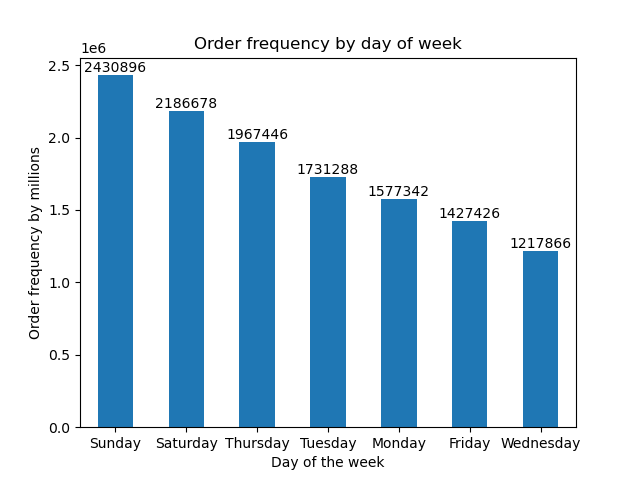 Order frequency by day of week
1e6
2.5
2.0
1.5
1.0
0.5
0.0
Order frequency by millions
2430896
2186678
1967446
1731288
1577342
1427426
1217866
Sunday Saturday Thursday Tuesday Monday Friday Wednesday
Day of the week